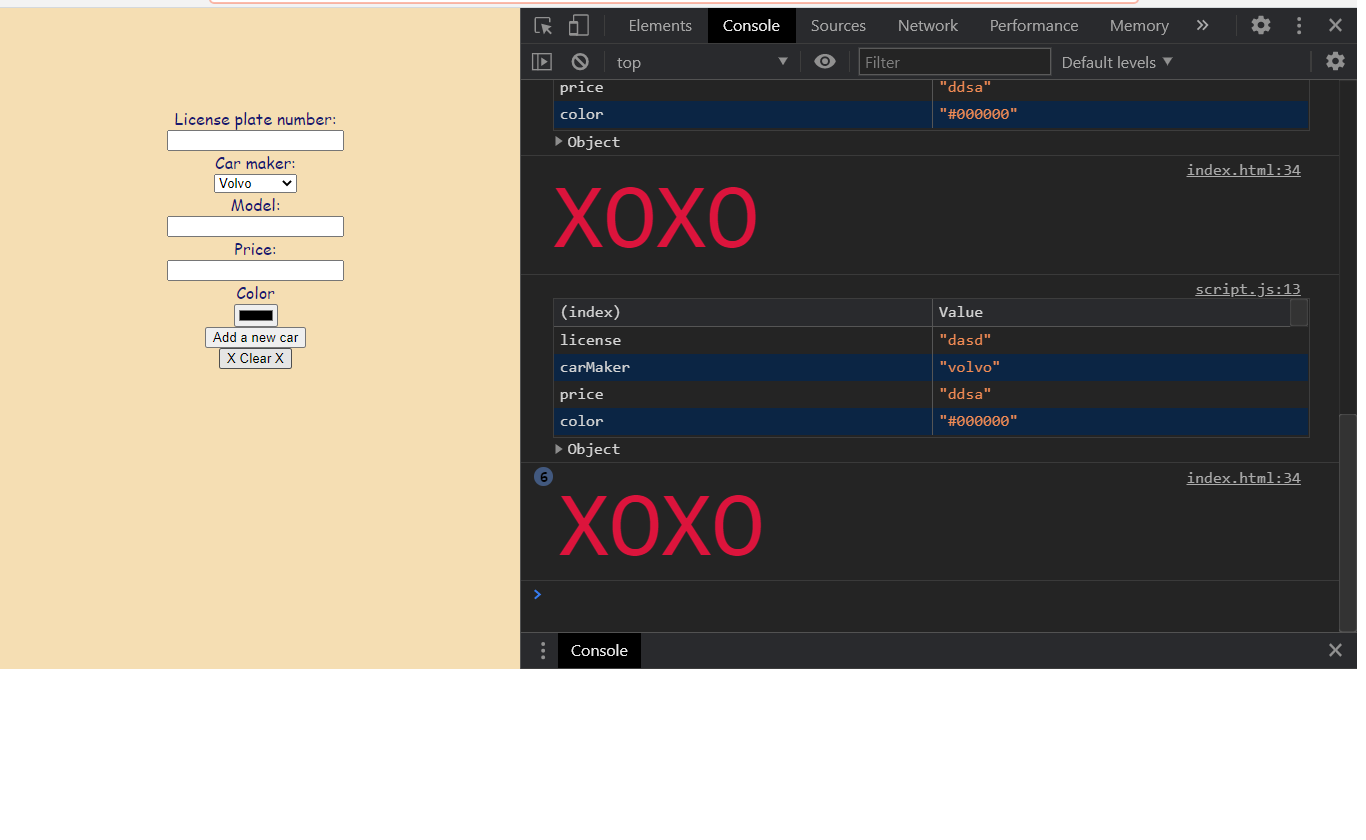 License plate number:
Car maker:
Volvo
Model:
Price:
Color
Add a new car
X Clear X
Elements Console Sources Network Performance Memory »
top Filter Default levels
price "ddsa"
color "#000000"
Object
index.html:34
XOXO
script.js:13
(index) Value
license "dasd"
carMaker "volvo"
price "ddsa"
color "#000000"
Object
6 index.html:34
XOXO
>
Console